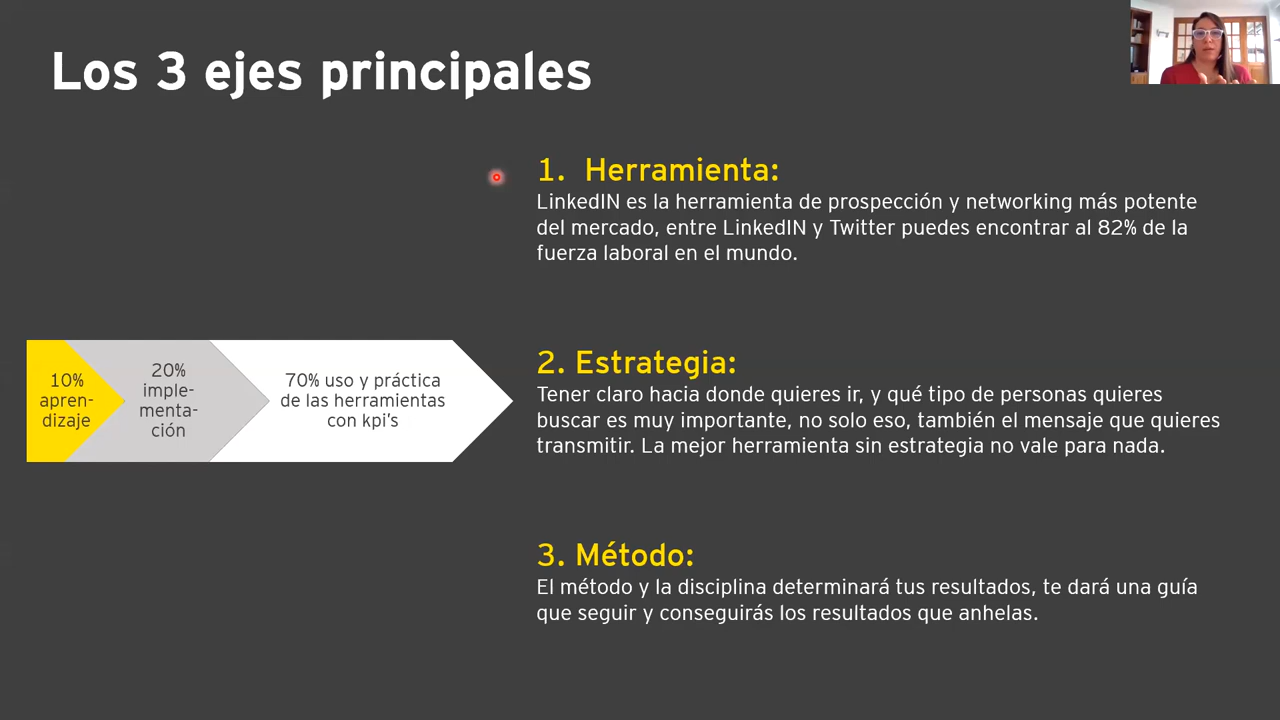 Los 3 ejes principales
1. Herramienta:
LinkedIN es la herramienta de prospección y networking más potente
del mercado, entre LinkedIN y Twitter puedes encontrar al 82% de la
fuerza laboral en el mundo.
10%
apren-
dizaje
20%
imple-
menta-
ción
70% uso y práctica
de las herramientas
con kpi's
2. Estrategia:
Tener claro hacia donde quieres ir, y qué tipo de personas quieres
buscar es muy importante, no solo eso, también el mensaje que quieres
transmitir. La mejor herramienta sin estrategia no vale para nada.
3. Método:
El método y la disciplina determinará tus resultados, te dará una guía
que seguir y conseguirás los resultados que anhelas.